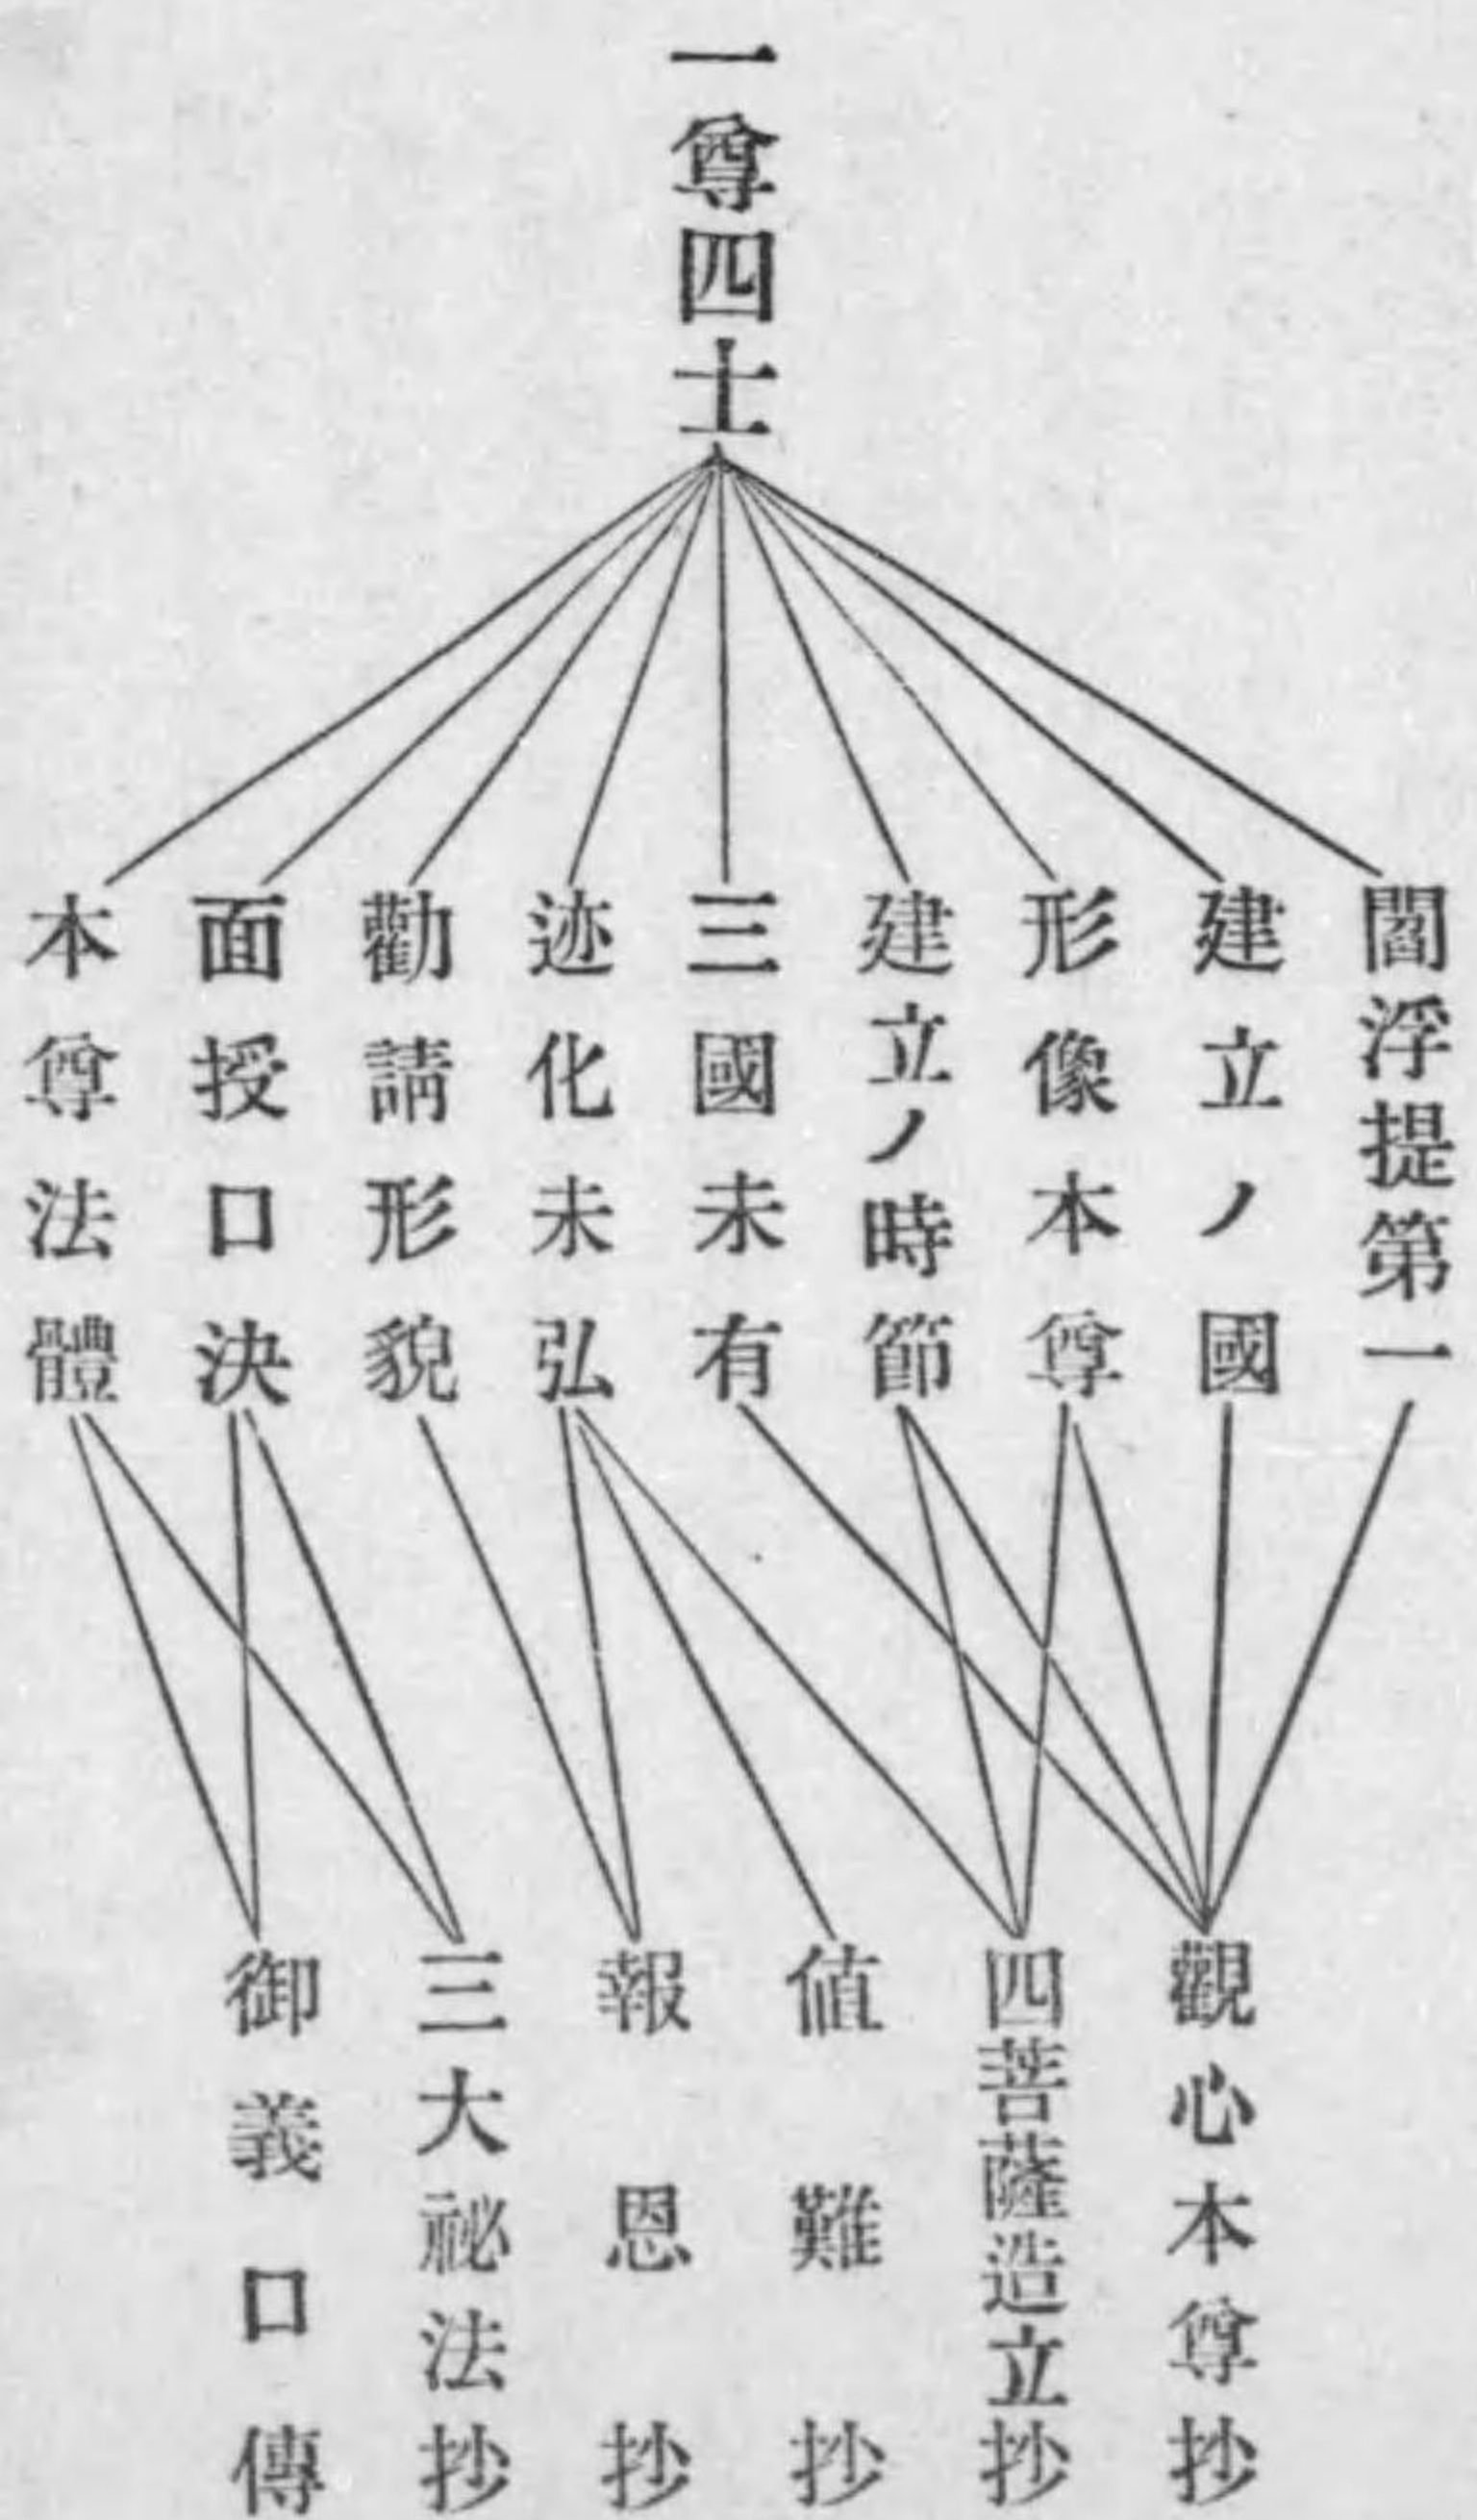 一尊四士
閻浮提第一
建立ノ國
形像本尊
建立ノ時節
三國未有
迹化未弘
勸請形貌
面授口決
本尊法體
觀心本尊抄
四菩薩造立抄
値難抄
報恩抄
三大祕法抄
御義口傳